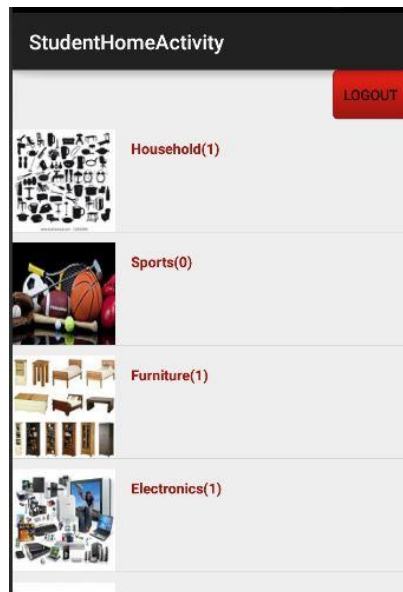 StudentHomeActivity
LOGOUT
Household(1)
Sports(0)
Furniture(1)
Electronics(1)